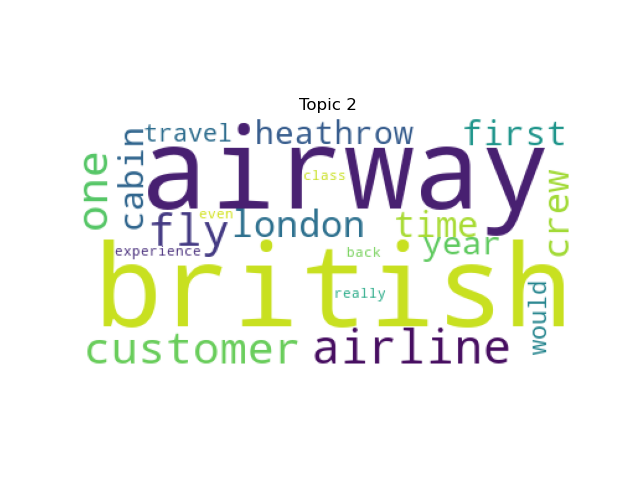 Topic 2
travel
heathrow
first
one
cabin
airway
class
crew
even
fly
london
time
year
experience
back
british
really
would
customer
airline